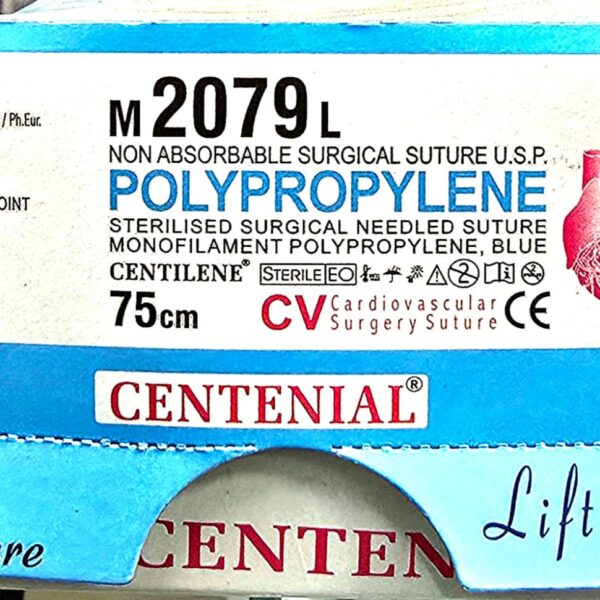 / Ph.Eur.
OINT
M 2079 L
NON ABSORBABLE SURGICAL SUTURE U.S.P.
POLYPROPYLENE
STERILISED SURGICAL NEEDLED SUTURE
MONOFILAMENT POLYPROPYLENE, BLUE
CENTILENE® STERILE EO
75cm CV Cardiovascular Surgery Suture CE
CENTENIAL®
re Lift
CENTEN